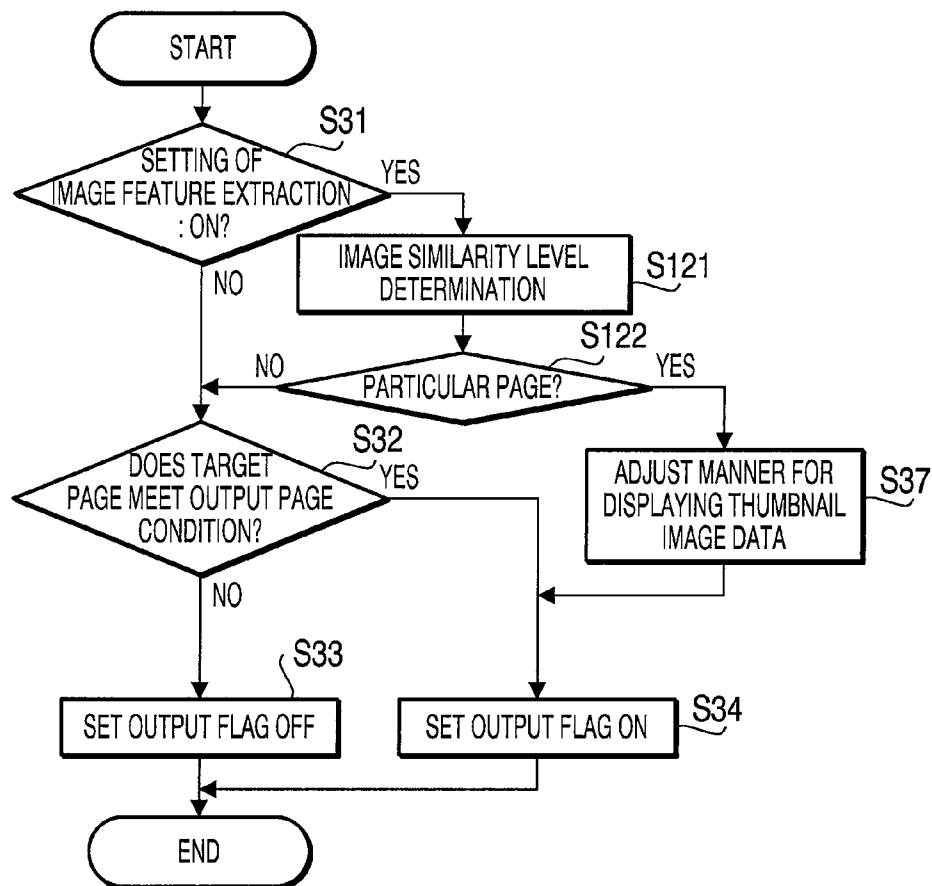 START
S31
SETTING OF
IMAGE FEATURE EXTRACTION
: ON?
YES
NO
IMAGE SIMILARITY LEVEL
DETERMINATION
S121
S122
NO
PARTICULAR PAGE?
YES
S32
DOES TARGET
PAGE MEET OUTPUT PAGE
CONDITION?
YES
NO
ADJUST MANNER FOR
DISPLAYING THUMBNAIL
IMAGE DATA
S37
S33
SET OUTPUT FLAG OFF
SET OUTPUT FLAG ON
S34
END